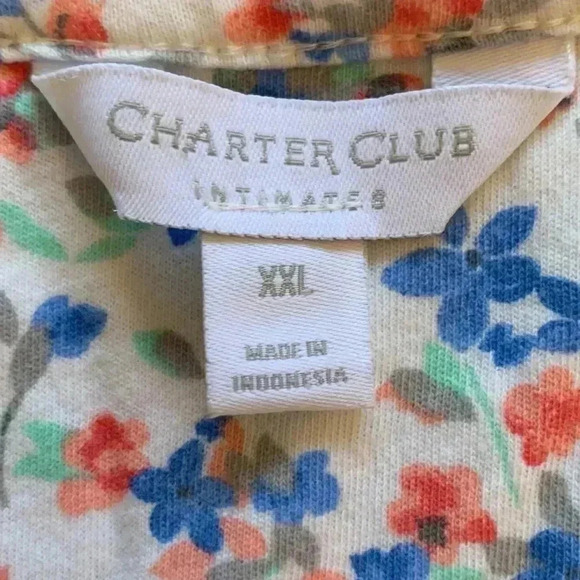 CHARTER CLUB
INTIMATES
XXL
MADE IN
INDONESIA